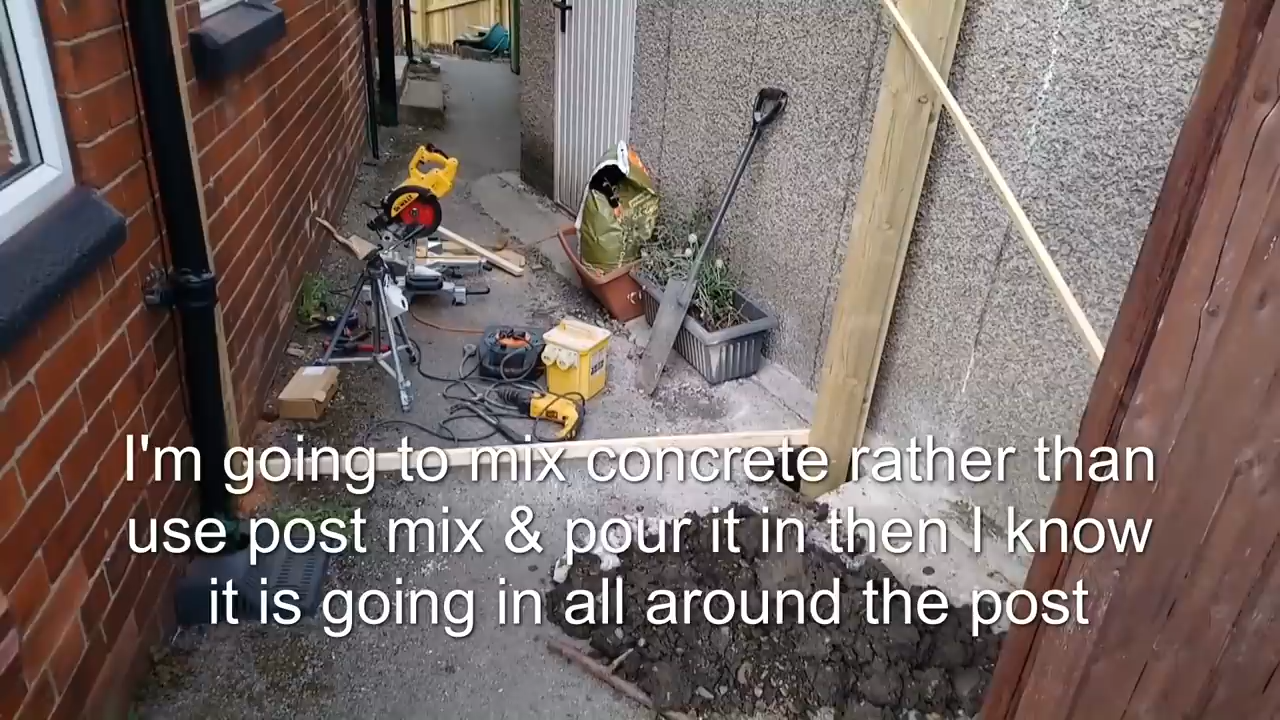 I'm going to mix concrete rather than
use post mix & pour it in then I know
it is going in all around the post